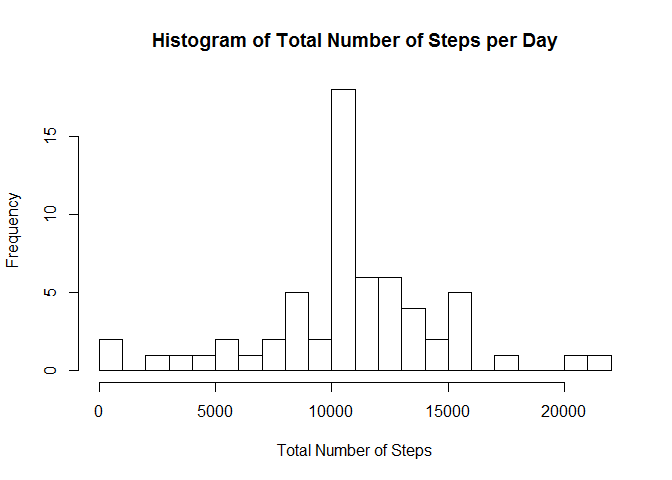 Histogram of Total Number of Steps per Day
Frequency
15
10
5
0
0 5000 10000 15000 20000
Total Number of Steps